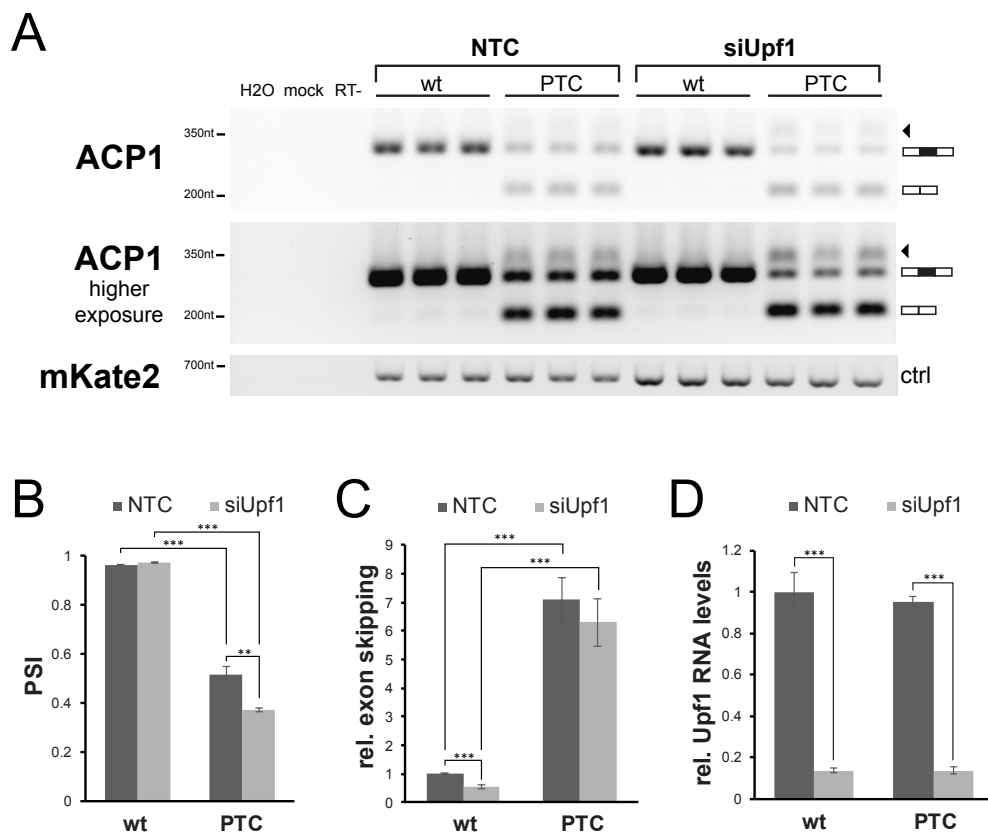 A
NTC siUpf1
H2O mock RT- wt PTC wt PTC
ACP1
350nt
200nt
ACP1
higher
exposure
350nt
200nt
mKate2
700nt
ctrl
B
NTC siUpf1
***
***
**
PSI
1
0.8
0.6
0.4
0.2
0
wt PTC
C
NTC siUpf1
***
***
***
rel. exon skipping
9
8
7
6
5
4
3
2
1
0
wt PTC
D
NTC siUpf1
***
***
rel. Upf1 RNA levels
1.2
1
0.8
0.6
0.4
0.2
0
wt PTC